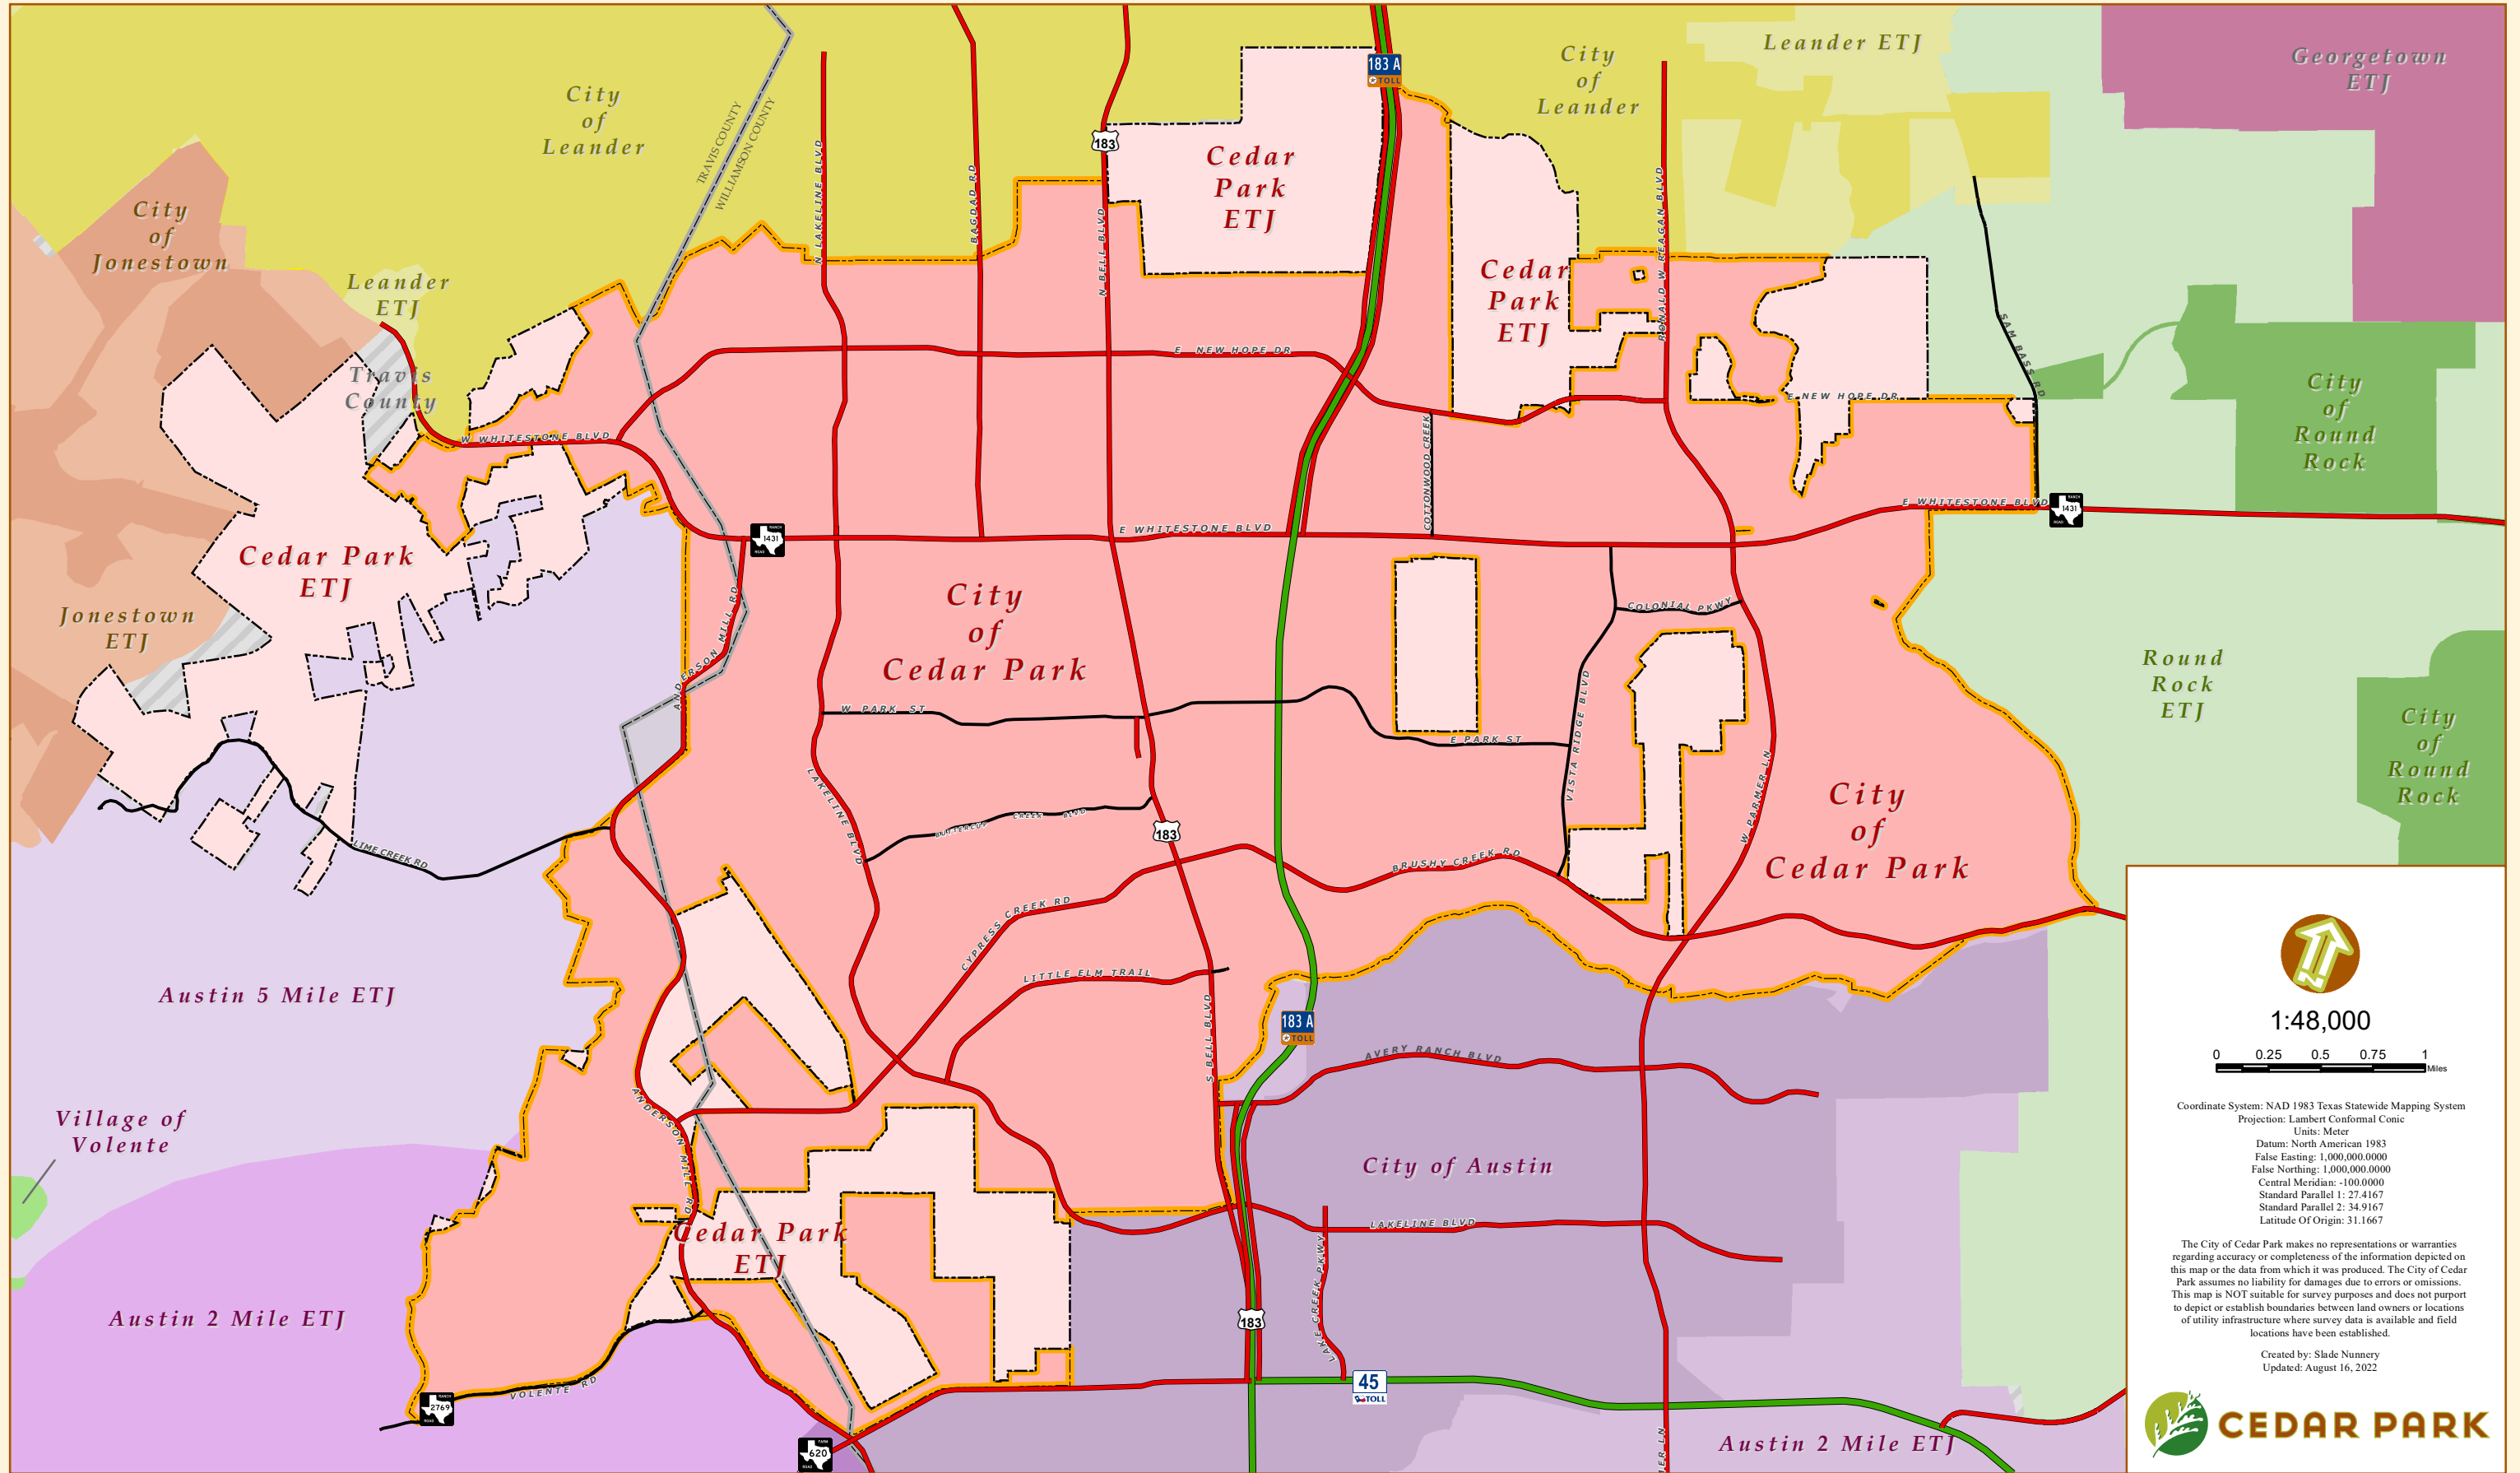 183 A
TOLL
City
of
Leander
Leander ETJ
Georgetown
ETJ
City
of
Leander
TRAVIS COUNTY
WILLIAMSON COUNTY
N LAKELINE BLVD
BAGDAD RD
183
N BELL BLVD
Cedar
Park
ETJ
RONALD W REAGAN BLVD
City
of
Jonestown
Leander
ETJ
Cedar
Park
ETJ
SAM BASS RD
Travis
County
E NEW HOPE DR
E NEW HOPE DR
City
of
Round
Rock
W WHITESTONE BLVD
COTTONWOOD CREEK
E WHITESTONE BLVD
RANCH
1431
ROAD
E WHITESTONE BLVD
RANCH
1431
ROAD
Cedar Park
ETJ
Jonestown
ETJ
ANDERSON MILL RD
City
of
Cedar Park
COLONIAL PKWY
Round
Rock
ETJ
VISTA RIDGE BLVD
W PARK ST
E PARK ST
City
of
Round
Rock
LAKELINE BLVD
BUTTERCUP CREEK BLVD
183
W PARMER LN
City
of
Cedar Park
LIME CREEK RD
BRUSHY CREEK RD
CYPRESS CREEK RD
LITTLE ELM TRAIL
S BELL BLVD
Austin 5 Mile ETJ
183 A
TOLL
AVERY RANCH BLVD
ANDERSON MILL RD
Village of
Volente
City of Austin
Cedar Park
ETJ
LAKELINE BLVD
LAKE CREEK PKWY
Austin 2 Mile ETJ
183
45
TOLL
VOLENTE RD
RANCH
2769
ROAD
FARM
620
ROAD
ER LN
Austin 2 Mile ETJ
1:48,000
0 0.25 0.5 0.75 1
Miles
Coordinate System: NAD 1983 Texas Statewide Mapping System
Projection: Lambert Conformal Conic
Units: Meter
Datum: North American 1983
False Easting: 1,000,000.0000
False Northing: 1,000,000.0000
Central Meridian: -100.0000
Standard Parallel 1: 27.4167
Standard Parallel 2: 34.9167
Latitude Of Origin: 31.1667
The City of Cedar Park makes no representations or warranties
regarding accuracy or completeness of the information depicted on
this map or the data from which it was produced. The City of Cedar
Park assumes no liability for damages due to errors or omissions.
This map is NOT suitable for survey purposes and does not purport
to depict or establish boundaries between land owners or locations
of utility infrastructure where survey data is available and field
locations have been established.
Created by: Slade Nunnery
Updated: August 16, 2022
CEDAR PARK